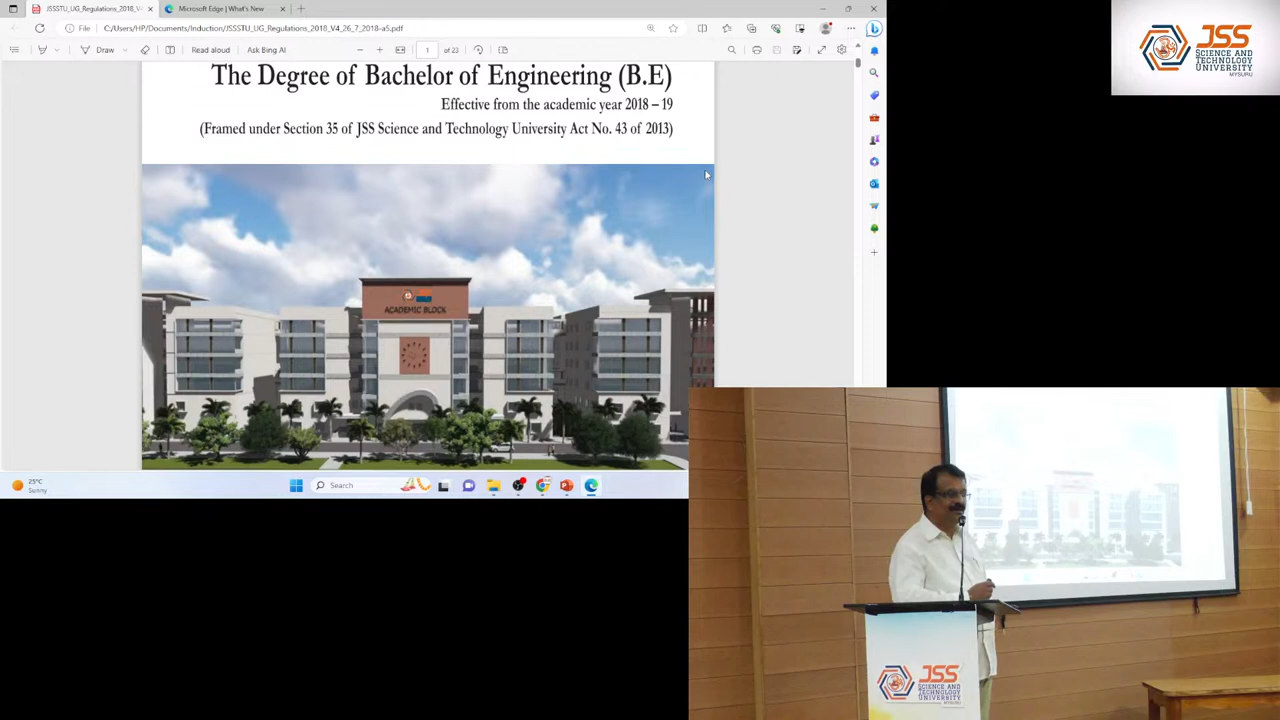 JSSSTU_UG_Regulations_2018_V4_
Microsoft Edge | What's New
File
C:/Users/HP/Documents/Induction/JSSSTU_UG_Regulations_2018_V4_26_7_2018-a5.pdf
Draw
Read aloud
Ask Bing AI
1
of 23
The Degree of Bachelor of Engineering (B.E)
Effective from the academic year 2018 – 19
(Framed under Section 35 of JSS Science and Technology University Act No. 43 of 2013)
ACADEMIC BLOCK
25°C
Sunny
Search
JSS
SCIENCE AND
TECHNOLOGY
UNIVERSITY
MYSURU
JSS
SCIENCE AND
TECHNOLOGY
UNIVERSITY
MYSURU